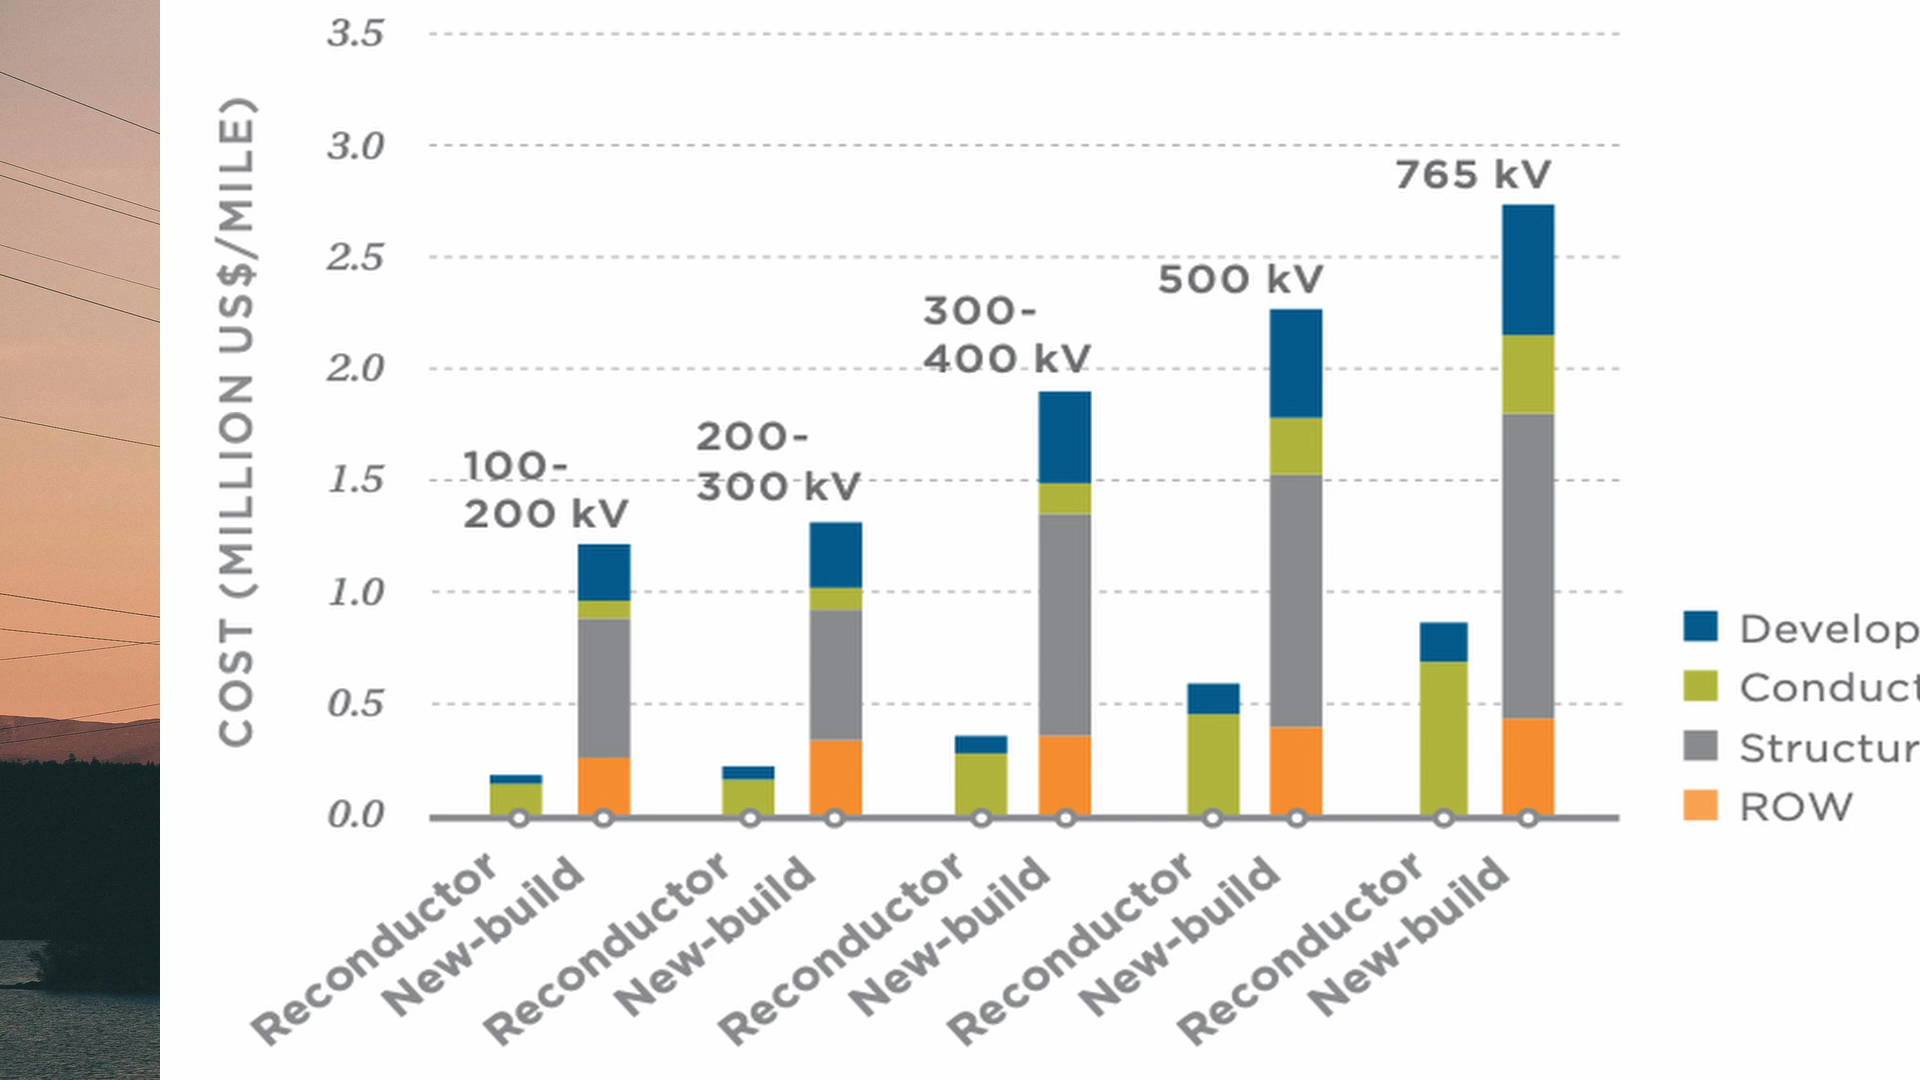 COST (MILLION US$/MILE)
3.5
3.0
2.5
2.0
1.5
1.0
0.5
0.0
100-
200 kV
200-
300 kV
300-
400 kV
500 kV
765 kV
Reconductor
New-build
Reconductor
New-build
Reconductor
New-build
Reconductor
New-build
Reconductor
New-build
Develop
Conduct
Structur
ROW